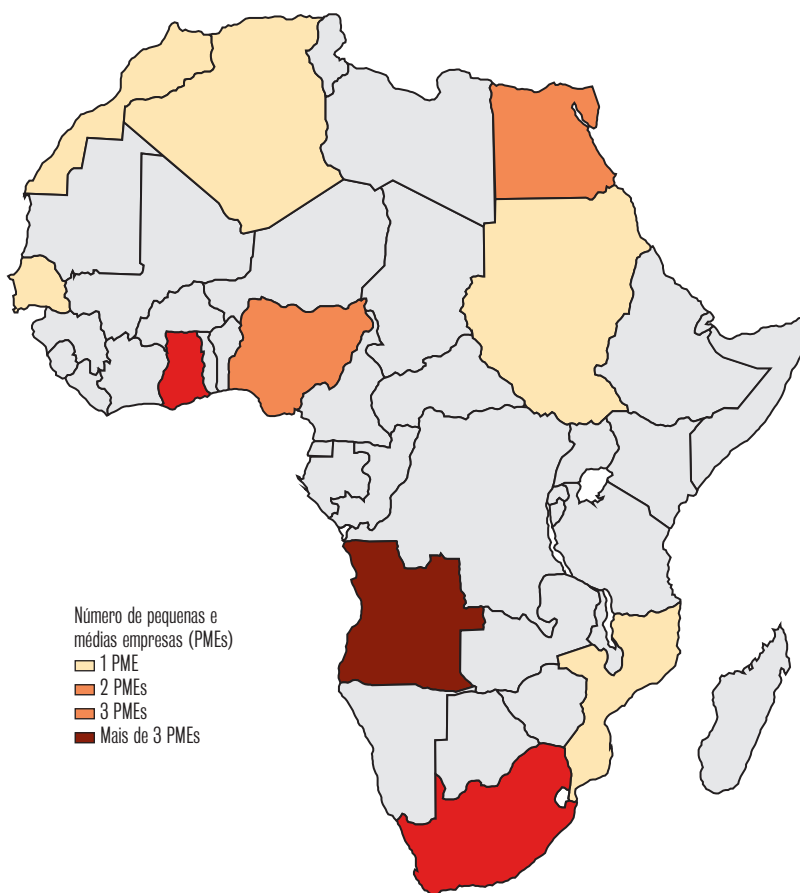 Número de pequenas e
médias empresas (PMEs)
1 PME
2 PMEs
3 PMEs
Mais de 3 PMEs